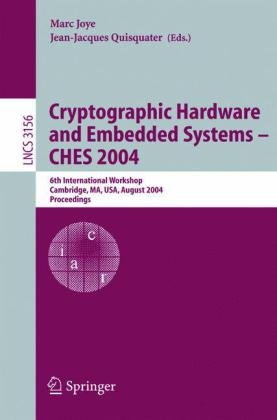 Marc Joye
Jean-Jacques Quisquater (Eds.)
LNCS 3156
Cryptographic Hardware
and Embedded Systems –
CHES 2004
6th International Workshop
Cambridge, MA, USA, August 2004
Proceedings
i a c r
Springer